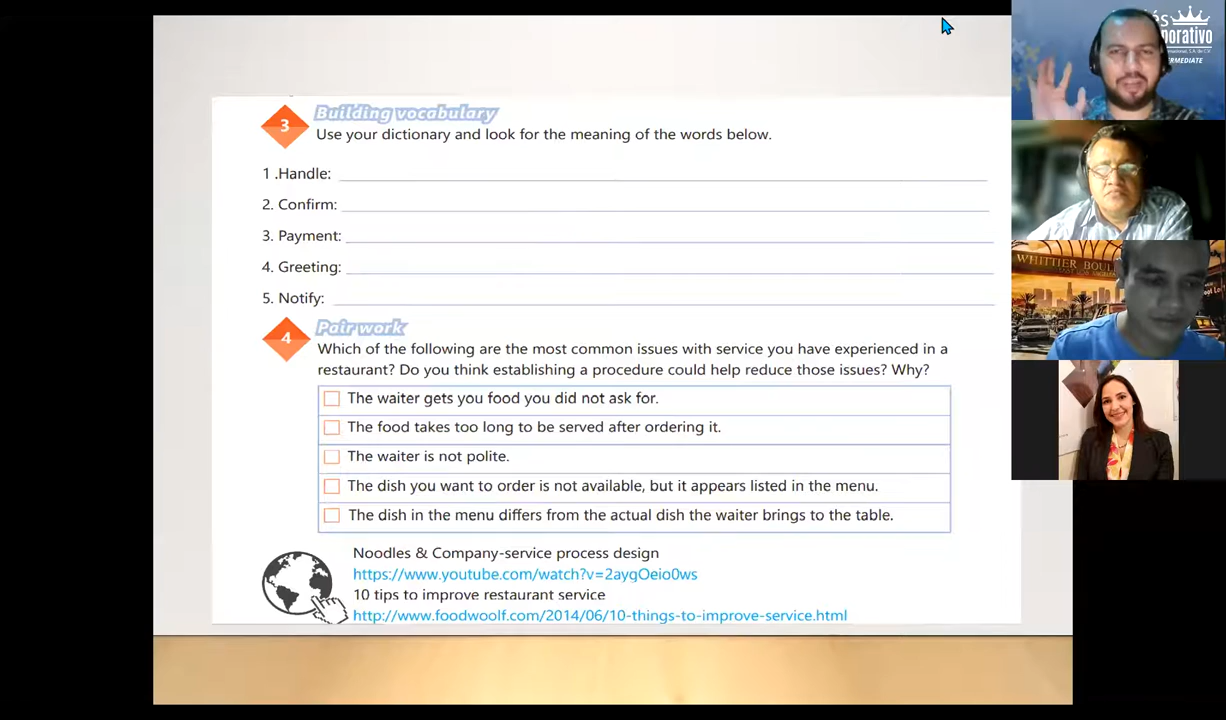 3
Building vocabulary
Use your dictionary and look for the meaning of the words below.
1 .Handle:
2. Confirm:
3. Payment:
4. Greeting:
5. Notify:
4
Pair work
Which of the following are the most common issues with service you have experienced in a
restaurant? Do you think establishing a procedure could help reduce those issues? Why?
The waiter gets you food you did not ask for.
The food takes too long to be served after ordering it.
The waiter is not polite.
The dish you want to order is not available, but it appears listed in the menu.
The dish in the menu differs from the actual dish the waiter brings to the table.
Noodles & Company-service process design
https://www.youtube.com/watch?v=2aygOeio0ws
10 tips to improve restaurant service
http://www.foodwoolf.com/2014/06/10-things-to-improve-service.html
WHITTIER BOUL